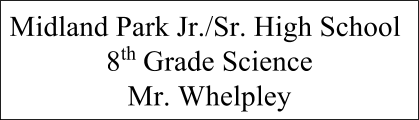 Midland Park Jr./Sr. High School
8th Grade Science
Mr. Whelpley